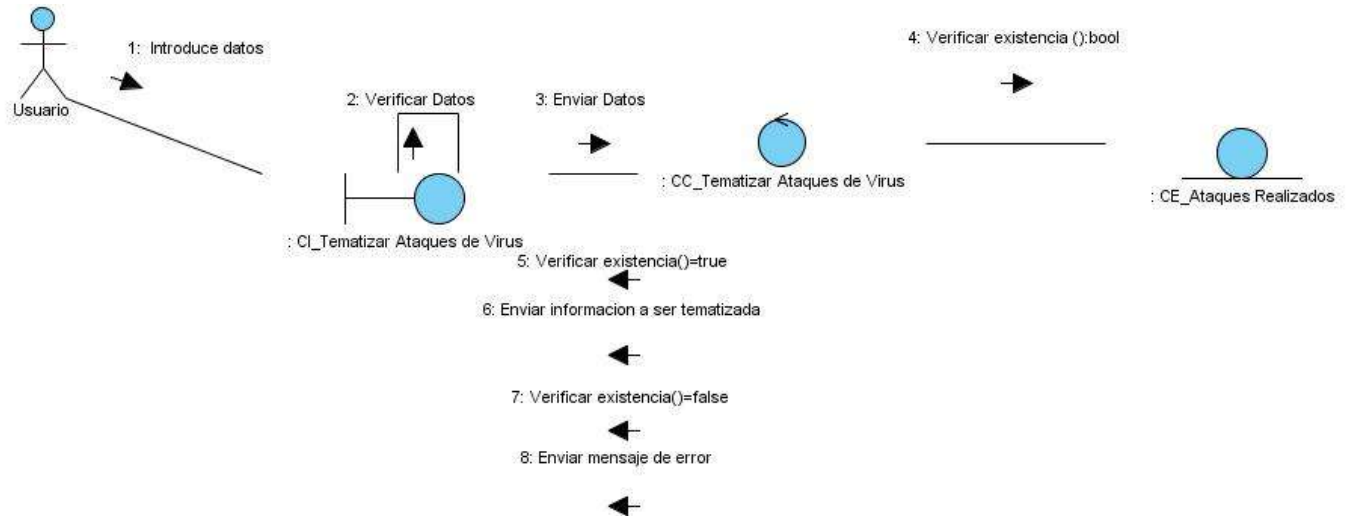 1: Introduce datos
4: Verificar existencia ():bool
Usuario
2: Verificar Datos
3: Enviar Datos
: CC_Tematizar Ataques de Virus
: CE_Ataques Realizados
: CI_Tematizar Ataques de Virus
5: Verificar existencia()=true
6: Enviar informacion a ser tematizada
7: Verificar existencia()=false
8: Enviar mensaje de error